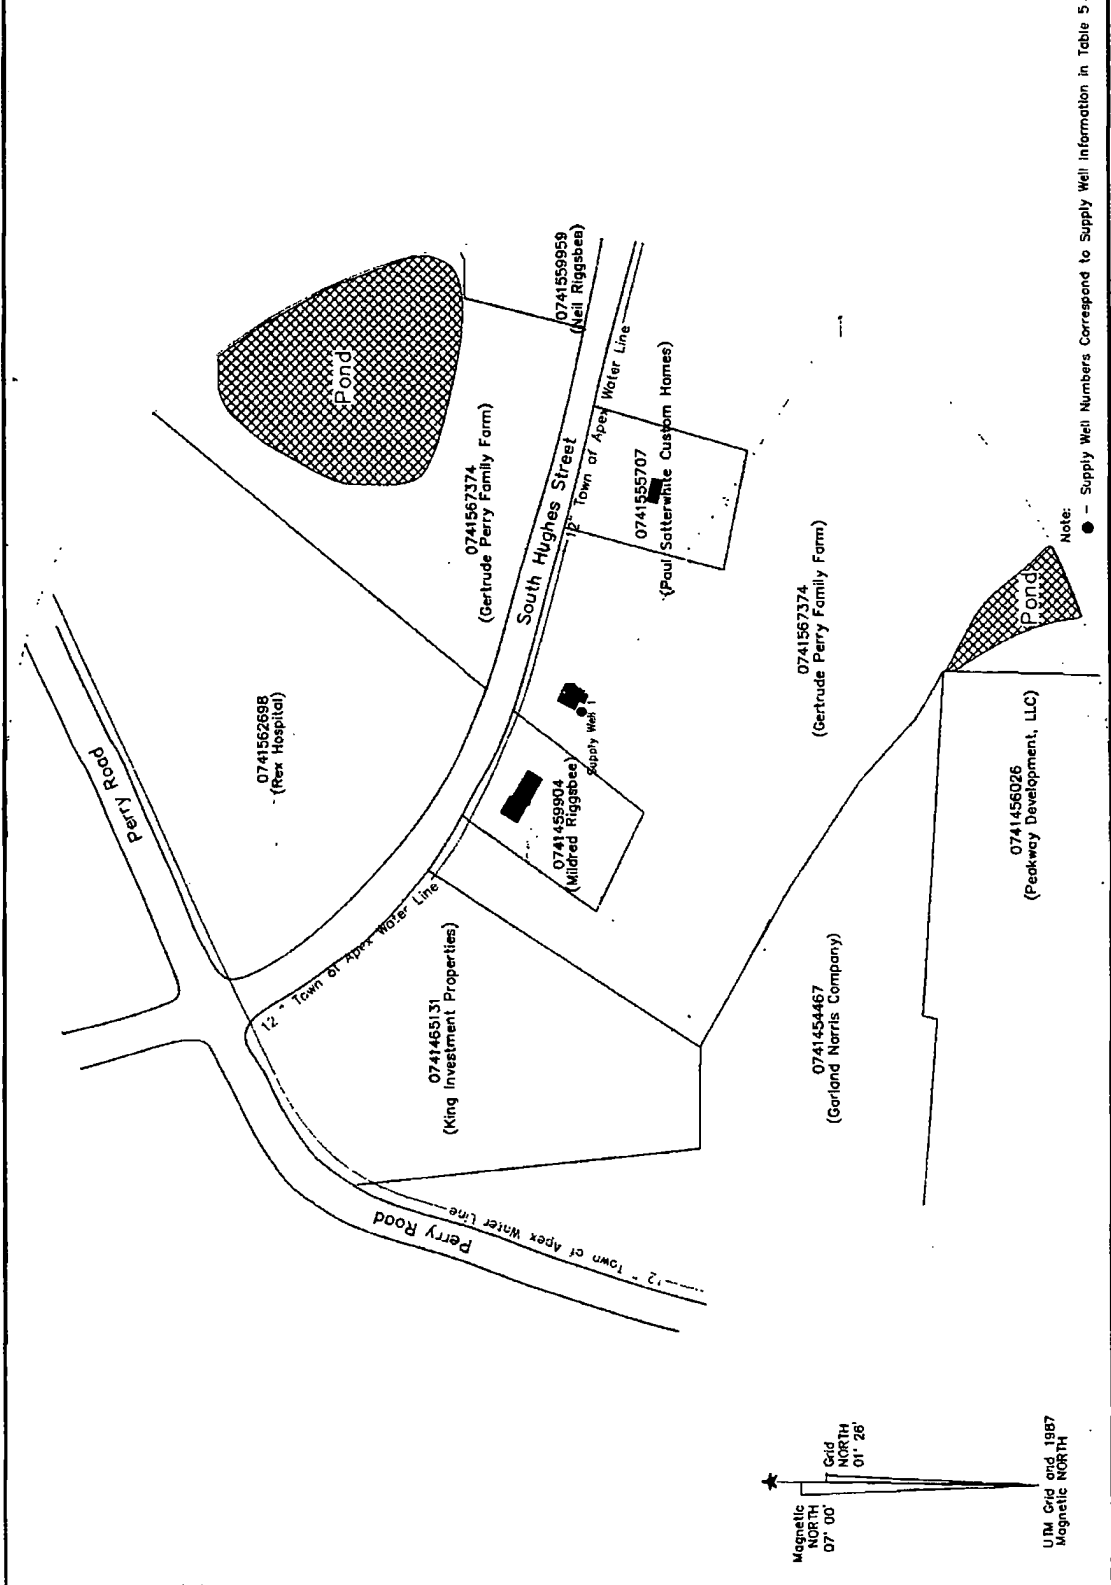 Perry Road
0741562698
(Rex Hospital)
Pond
0741567374
(Gertrude Perry Family Farm)
0741559959
(Neil Riggsbee)
South Hughes Street
12" Town of Apex Water Line
12" Town of Apex Water Line
0741555707
(Paul Satterwhite Custom Homes)
Supply Well 1
0741459904
(Mildred Riggsbee)
0741465131
(King Investment Properties)
Perry Road
12" Town of Apex Water Line
0741567374
(Gertrude Perry Family Farm)
0741454467
(Garland Norris Company)
0741456026
(Peakway Development, LLC)
Pond
Note:
● - Supply Well Numbers Correspond to Supply Well Information in Table 5.
Magnetic
NORTH
07° 00'
Grid
NORTH
01° 26'
UTM Grid and 1987
Magnetic NORTH